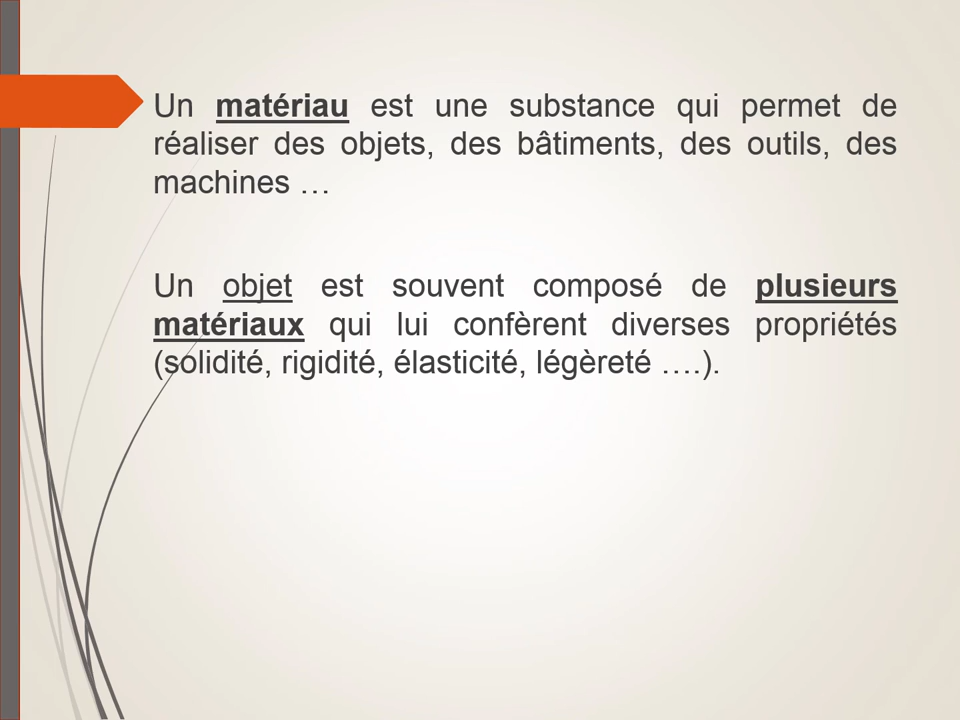 Un matériau est une substance qui permet de
réaliser des objets, des bâtiments, des outils, des
machines …
Un objet est souvent composé de plusieurs
matériaux qui lui confèrent diverses propriétés
(solidité, rigidité, élasticité, légèreté ….).